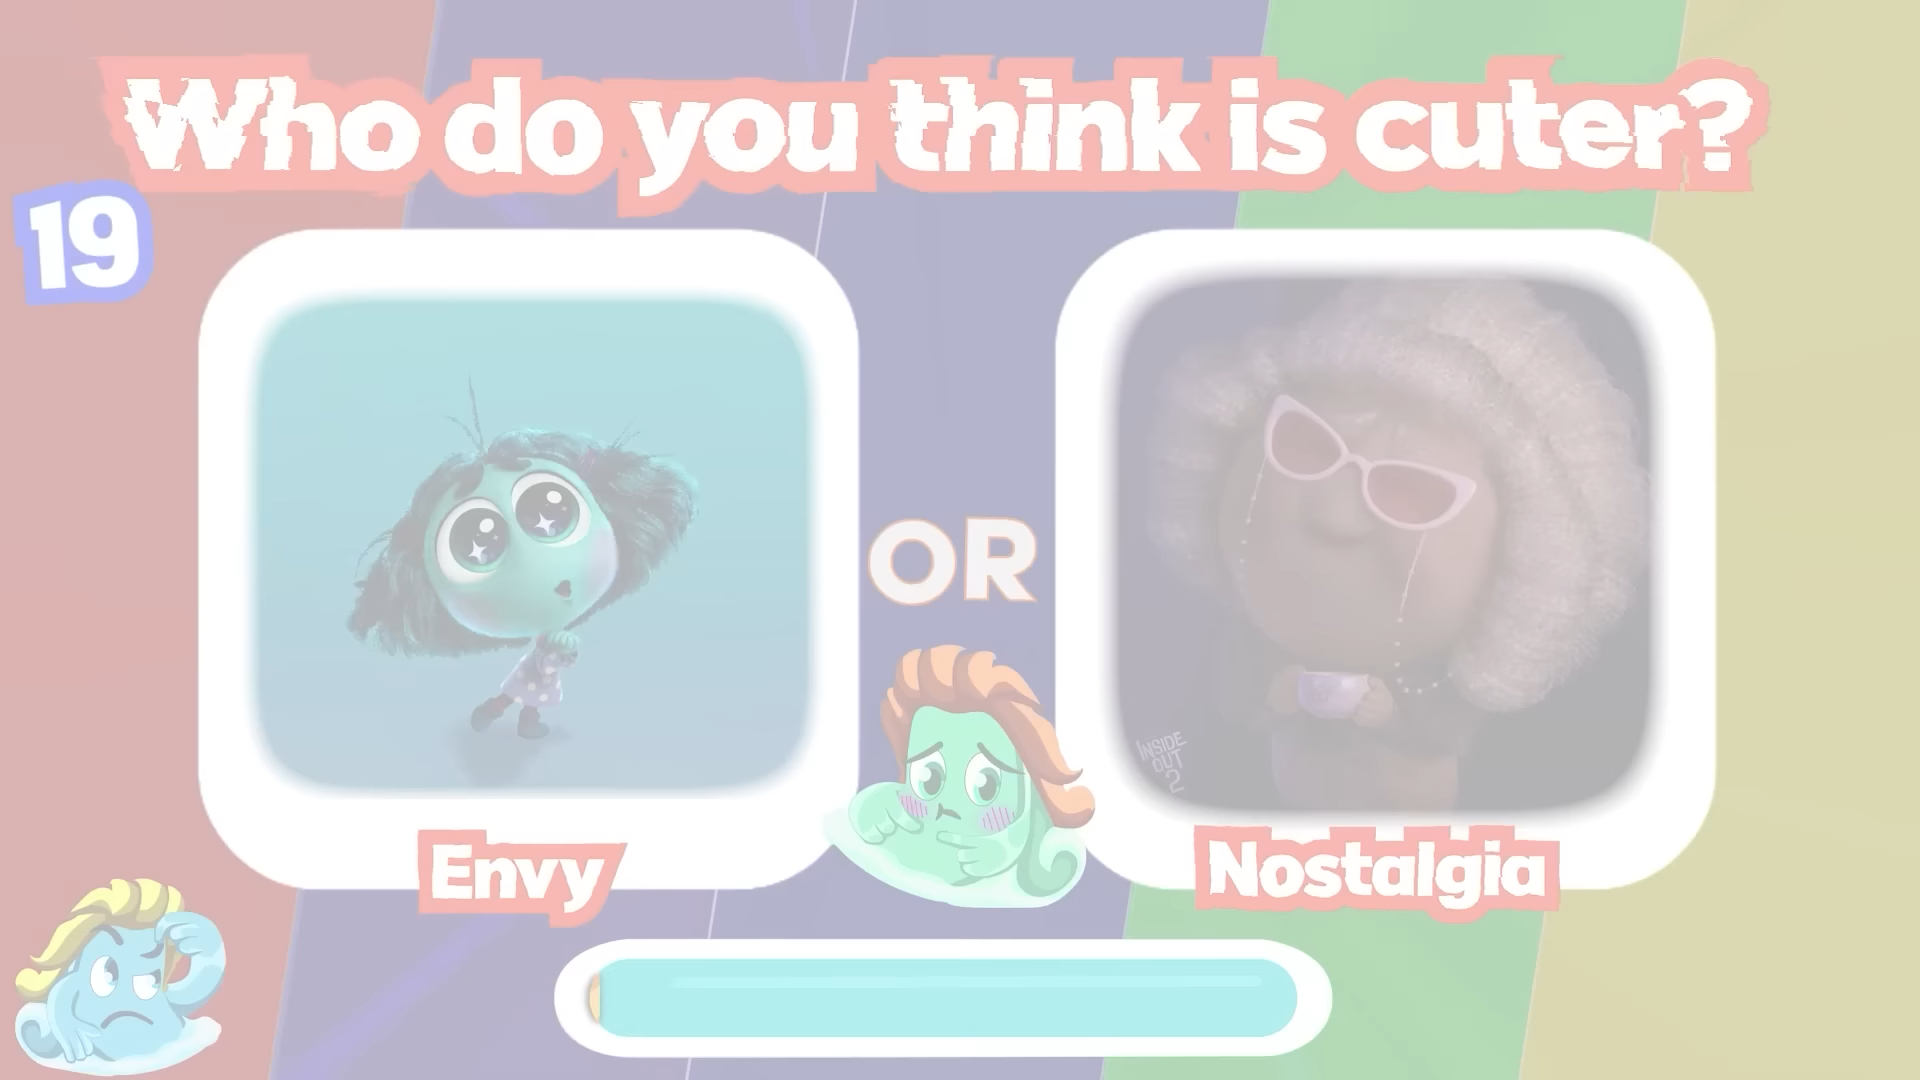 Who do you think is cuter?
19
OR
INSIDE
OUT
2
Envy
Nostalgia